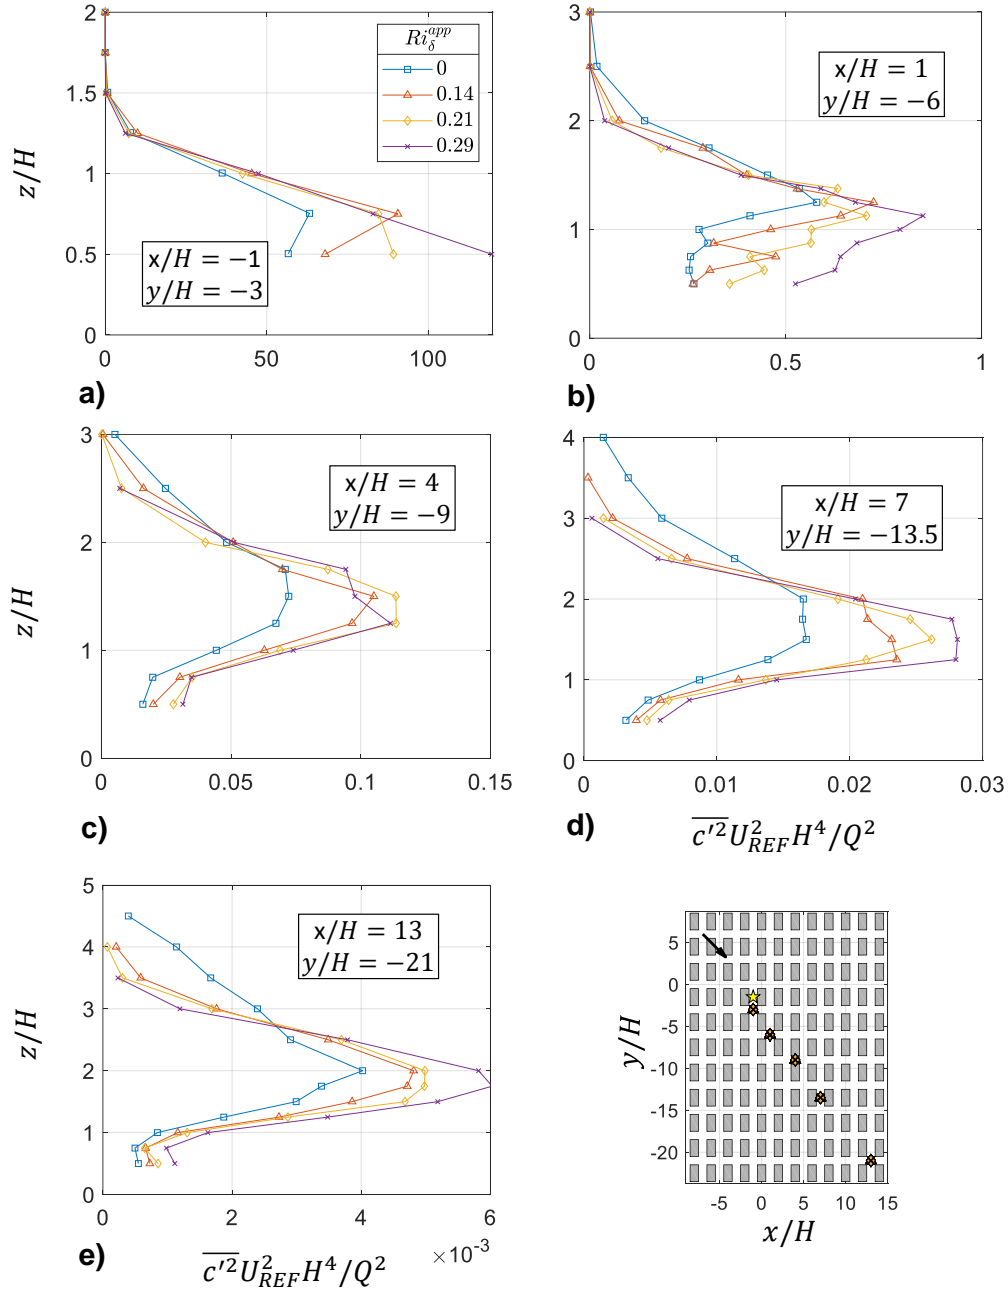 2
1.5
1
0.5
0
0
50
100
z/H
Ri_δ^app
0
0.14
0.21
0.29
x/H = −1
y/H = −3
a)
3
2
1
0
0
0.5
1
x/H = 1
y/H = −6
b)
3
2
1
0
0
0.05
0.1
0.15
z/H
x/H = 4
y/H = −9
c)
4
3
2
1
0
0
0.01
0.02
0.03
x/H = 7
y/H = −13.5
d)
c′²U²_REF H⁴/Q²
5
4
3
2
1
0
0
2
4
6
×10⁻³
z/H
x/H = 13
y/H = −21
e)
c′²U²_REF H⁴/Q²
5
0
-5
-10
-15
-20
-5
0
5
10
15
y/H
x/H